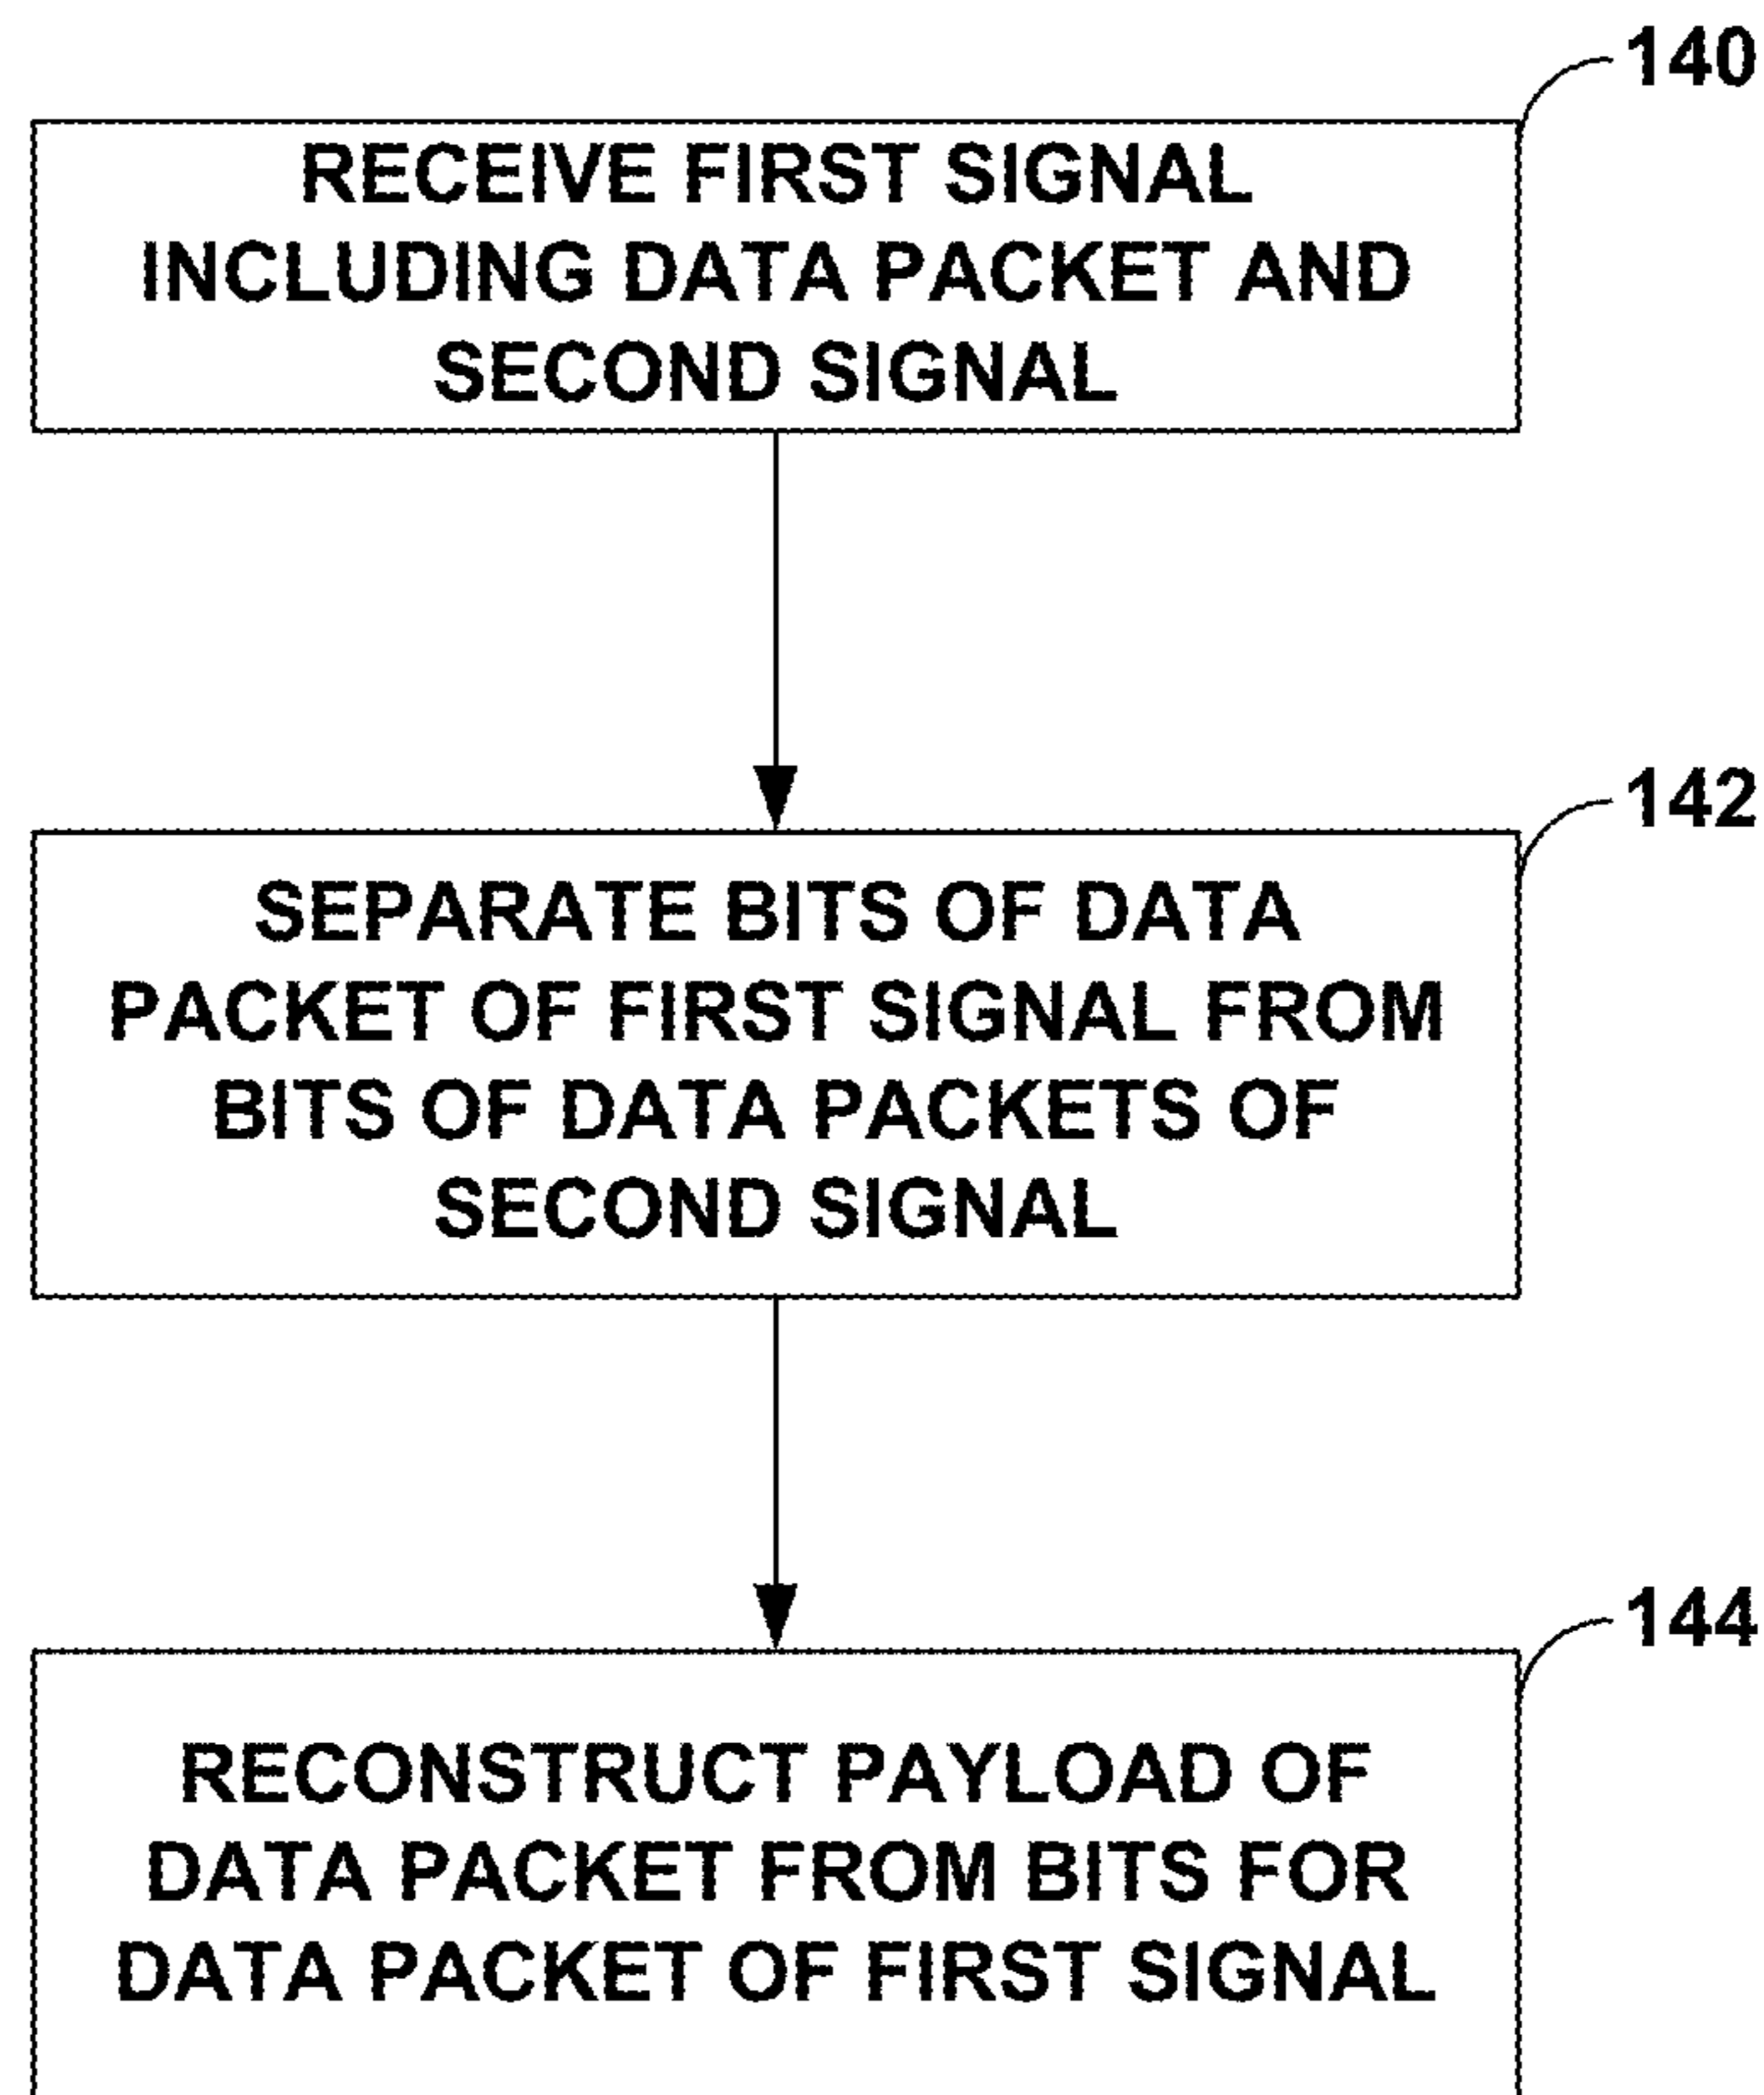 140
RECEIVE FIRST SIGNAL
INCLUDING DATA PACKET AND
SECOND SIGNAL
142
SEPARATE BITS OF DATA
PACKET OF FIRST SIGNAL FROM
BITS OF DATA PACKETS OF
SECOND SIGNAL
144
RECONSTRUCT PAYLOAD OF
DATA PACKET FROM BITS FOR
DATA PACKET OF FIRST SIGNAL